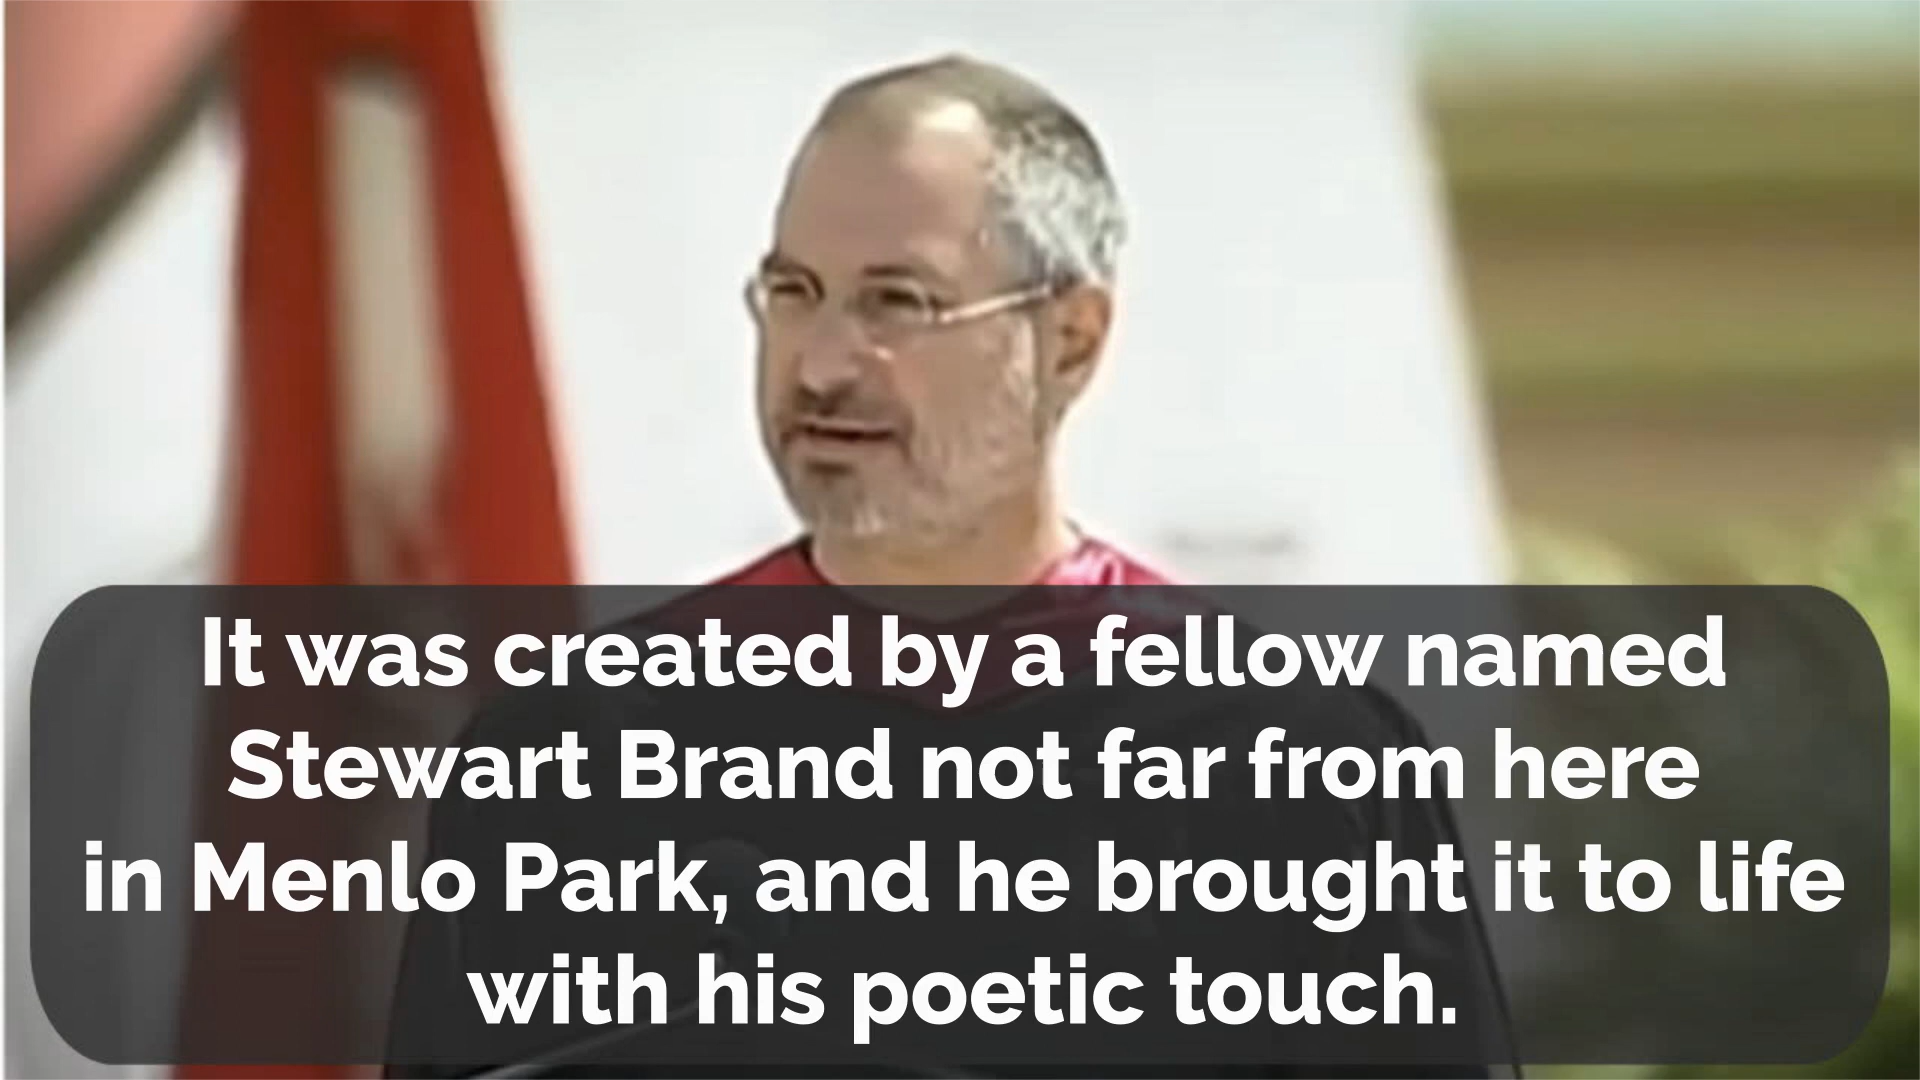 It was created by a fellow named
Stewart Brand not far from here
in Menlo Park, and he brought it to life
with his poetic touch.